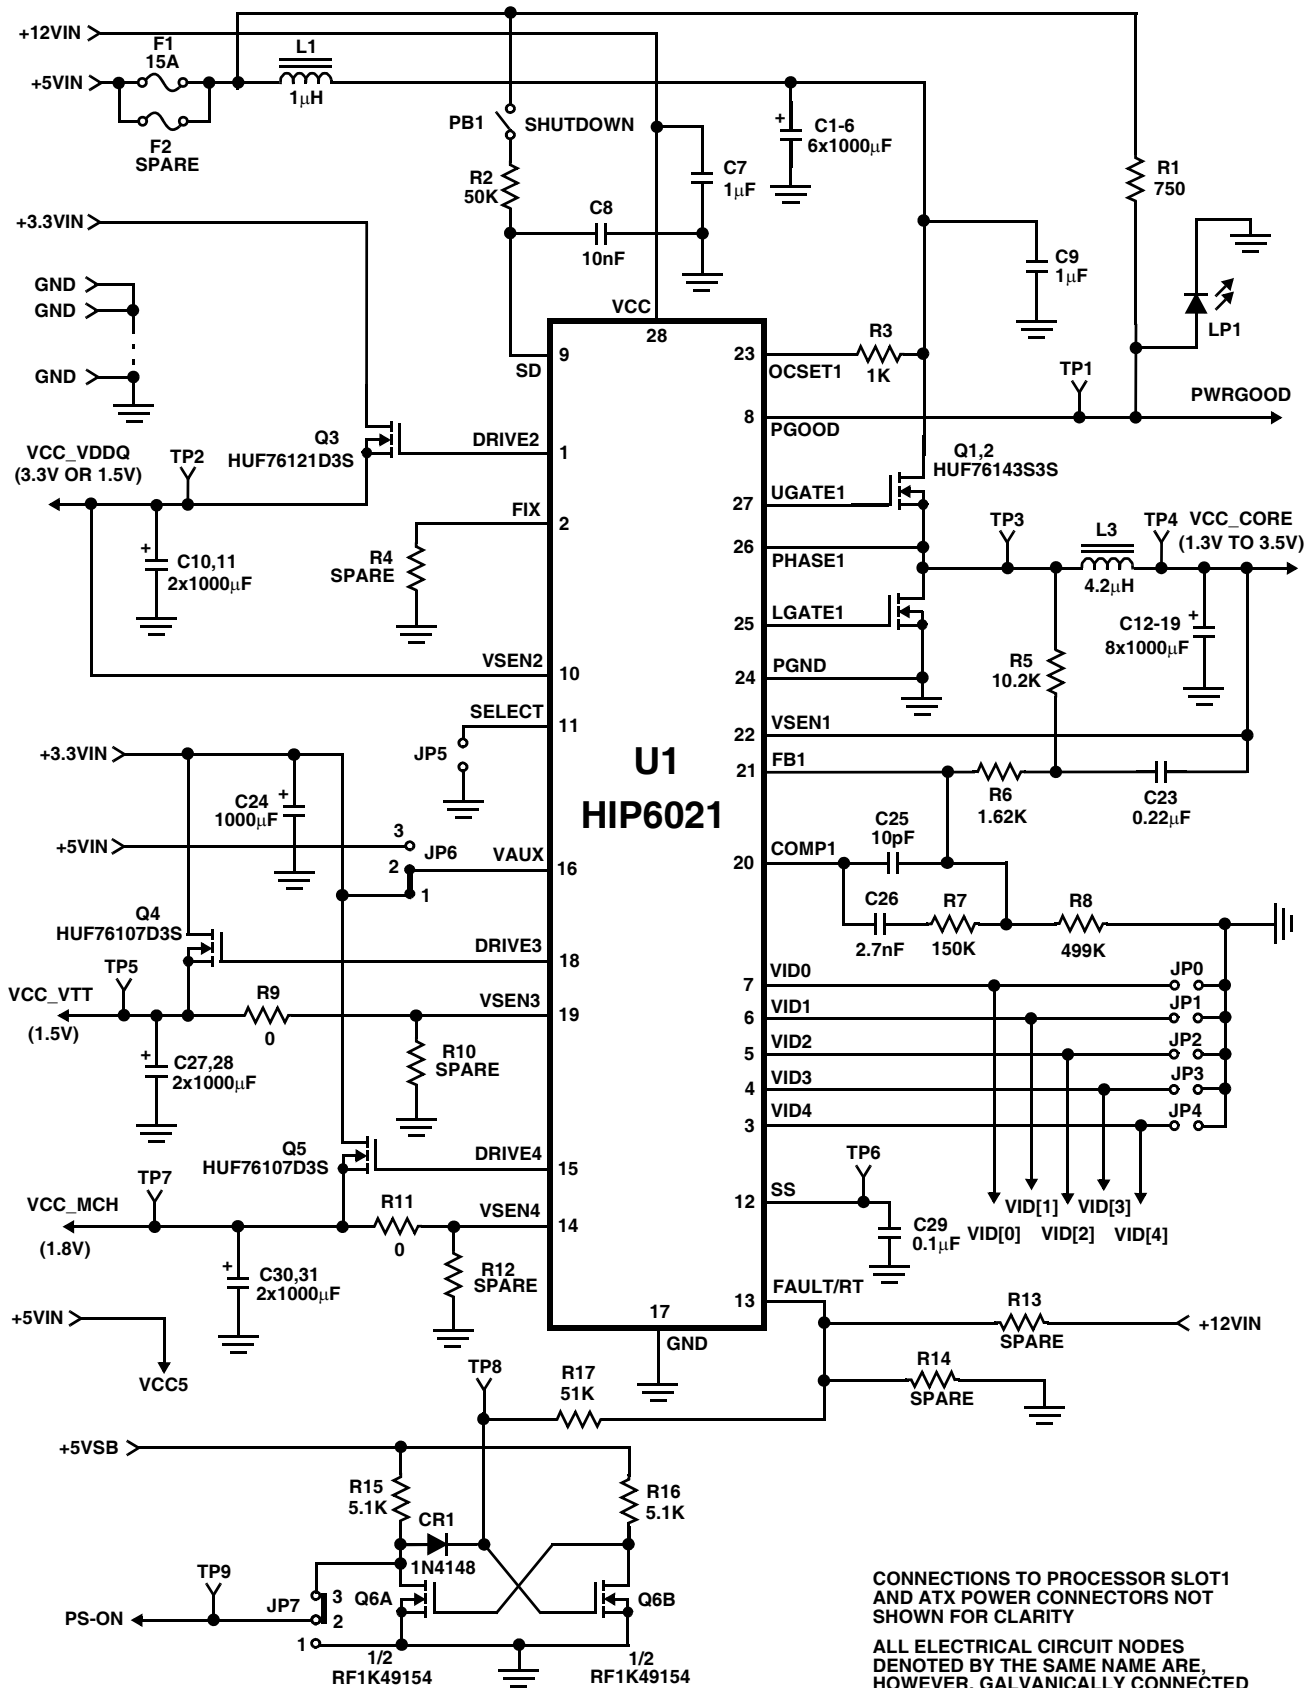 +12VIN
F1
15A
L1
+5VIN
1µH
F2
SPARE
PB1
SHUTDOWN
+
C1-6
6x1000µF
R2
50K
C7
1µF
R1
750
+3.3VIN
C8
10nF
C9
1µF
GND
GND
GND
LP1
VCC
28
9
SD
23
OCSET1
R3
1K
TP1
PWRGOOD
8
PGOOD
Q3
HUF76121D3S
DRIVE2
1
VCC_VDDQ
(3.3V OR 1.5V)
TP2
Q1,2
HUF76143S3S
UGATE1
27
FIX
2
+
C10,11
2x1000µF
R4
SPARE
26
PHASE1
TP3
L3
4.2µH
TP4
VCC_CORE
(1.3V TO 3.5V)
LGATE1
25
+
C12-19
8x1000µF
VSEN2
10
PGND
24
R5
10.2K
SELECT
11
JP5
VSEN1
22
+3.3VIN
U1
HIP6021
FB1
21
R6
1.62K
C23
0.22µF
C24
+
1000µF
+5VIN
3
JP6
2
1
VAUX
16
C25
10pF
COMP1
20
C26
2.7nF
R7
150K
R8
499K
Q4
HUF76107D3S
DRIVE3
18
TP5
VCC_VTT
(1.5V)
R9
0
VSEN3
19
+
C27,28
2x1000µF
R10
SPARE
VID0
7
JP0
VID1
6
JP1
VID2
5
JP2
VID3
4
JP3
VID4
3
JP4
Q5
HUF76107D3S
DRIVE4
15
TP6
TP7
VCC_MCH
(1.8V)
R11
0
VSEN4
14
SS
12
C29
0.1µF
VID[1]
VID[3]
VID[0]
VID[2]
VID[4]
+
C30,31
2x1000µF
R12
SPARE
FAULT/RT
13
+5VIN
VCC5
17
GND
R13
SPARE
+12VIN
TP8
R17
51K
R14
SPARE
+5VSB
R15
5.1K
R16
5.1K
CR1
1N4148
TP9
JP7
3
2
1
Q6A
Q6B
PS-ON
1/2
RF1K49154
1/2
RF1K49154
CONNECTIONS TO PROCESSOR SLOT1
AND ATX POWER CONNECTORS NOT
SHOWN FOR CLARITY
ALL ELECTRICAL CIRCUIT NODES
DENOTED BY THE SAME NAME ARE,
HOWEVER, GALVANICALLY CONNECTED